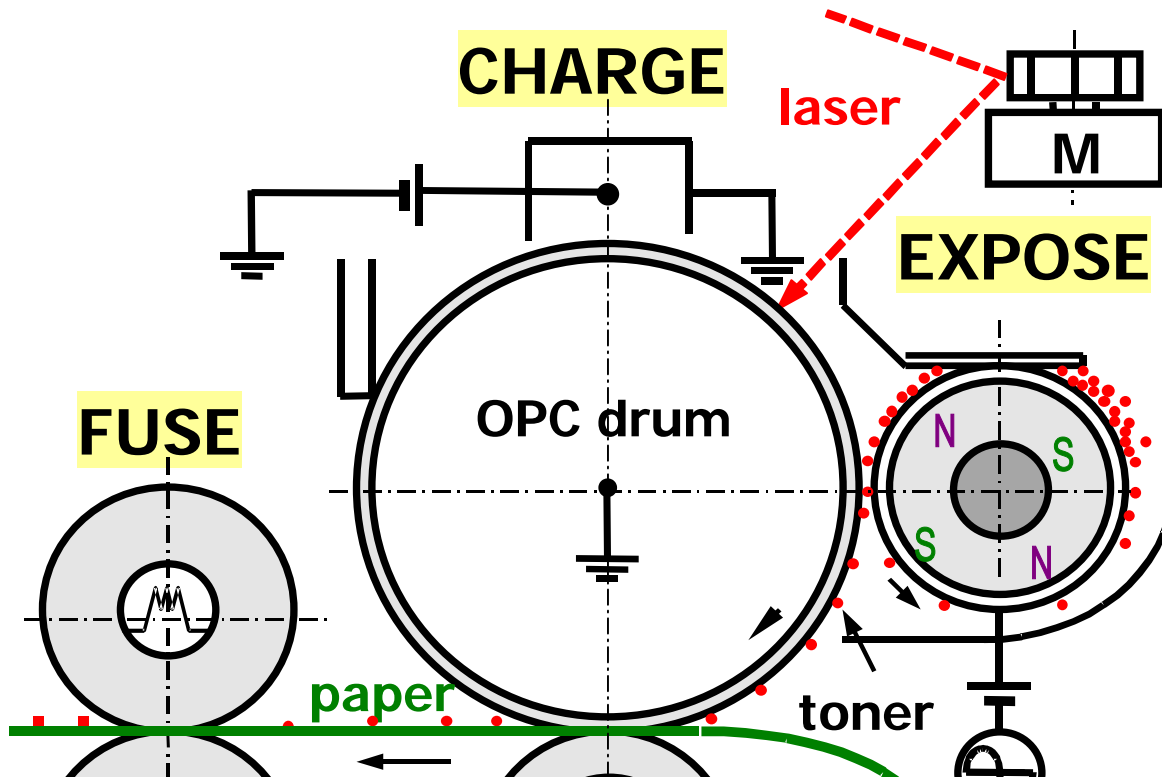 CHARGE
laser
M
EXPOSE
OPC drum
FUSE
N
S
S
N
paper
toner